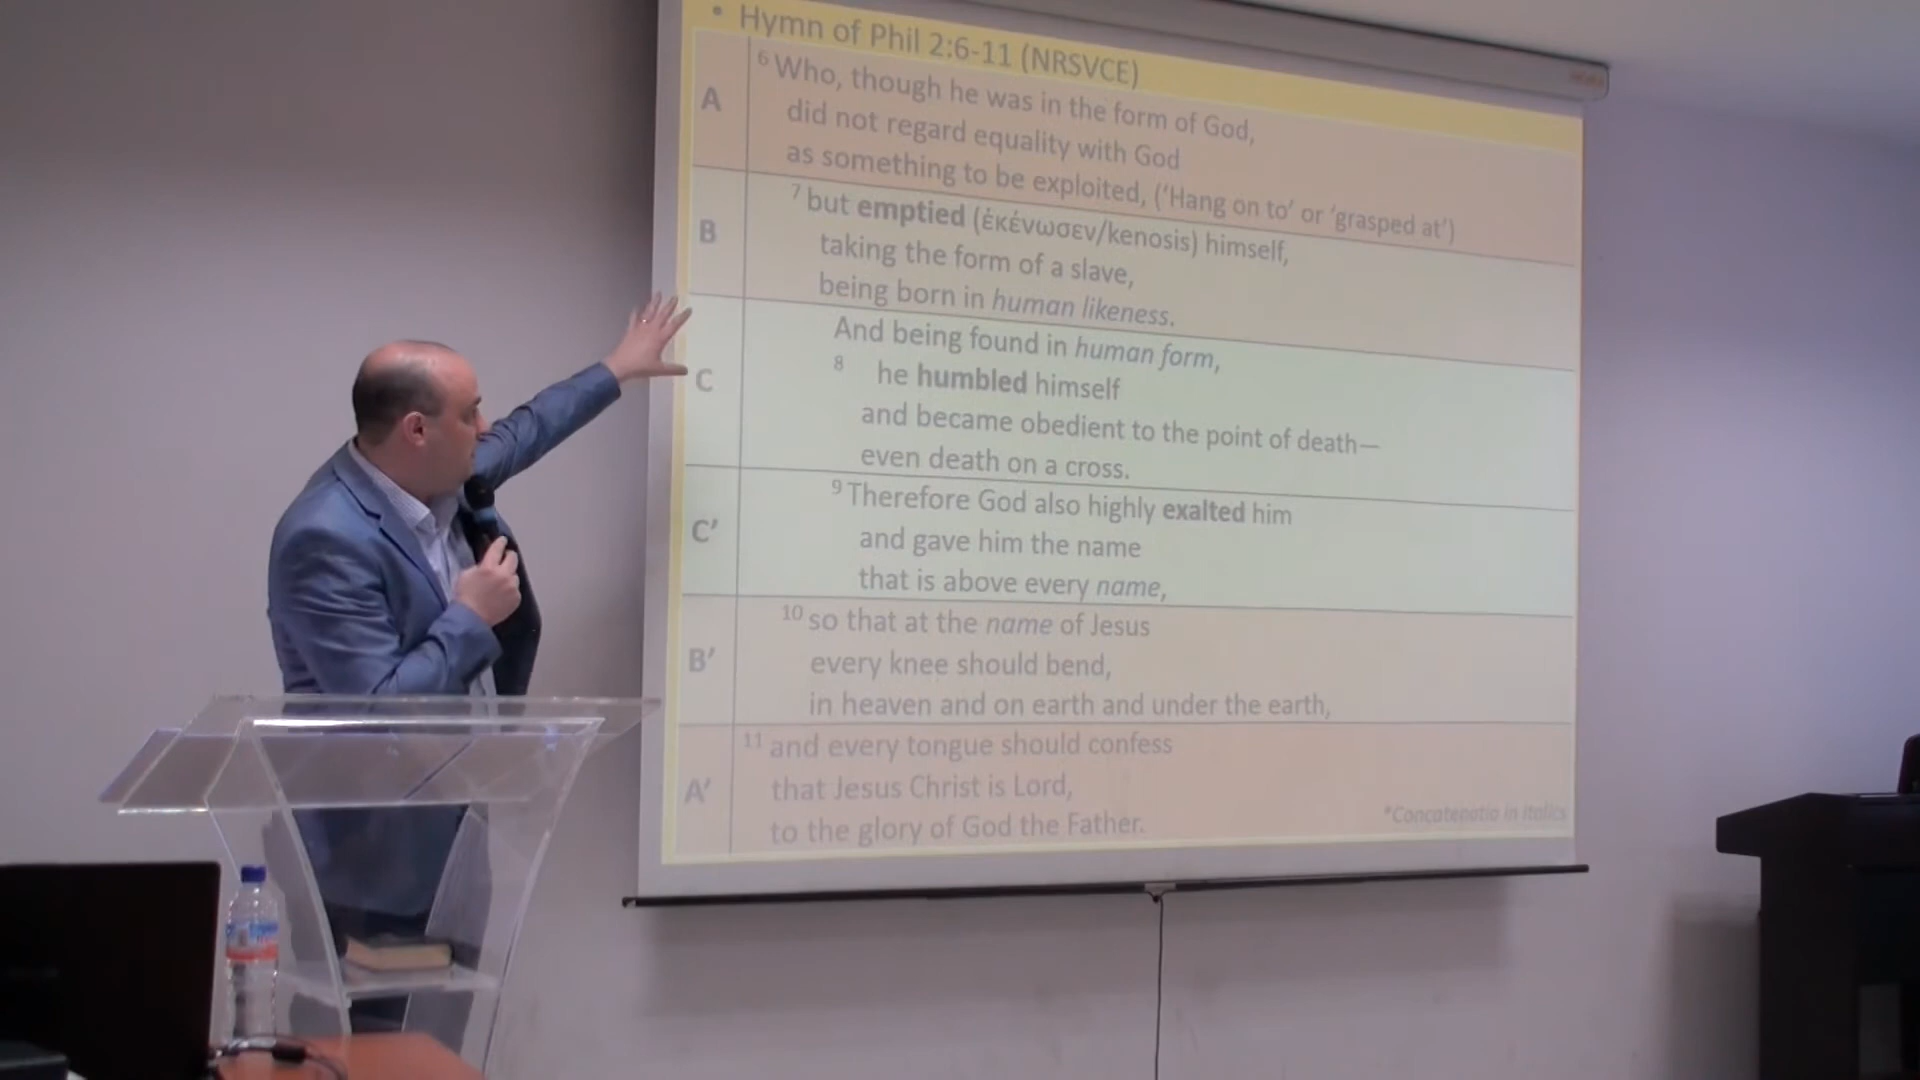 • Hymn of Phil 2:6-11 (NRSVCE)
A
6 Who, though he was in the form of God,
did not regard equality with God
as something to be exploited, ('Hang on to' or 'grasped at')
B
7 but emptied (ἐκένωσεν/kenosis) himself,
taking the form of a slave,
being born in human likeness.
C
And being found in human form,
8 he humbled himself
and became obedient to the point of death—
even death on a cross.
C'
9 Therefore God also highly exalted him
and gave him the name
that is above every name,
B'
10 so that at the name of Jesus
every knee should bend,
in heaven and on earth and under the earth,
A'
11 and every tongue should confess
that Jesus Christ is Lord,
to the glory of God the Father.
*Concatenatio in italics